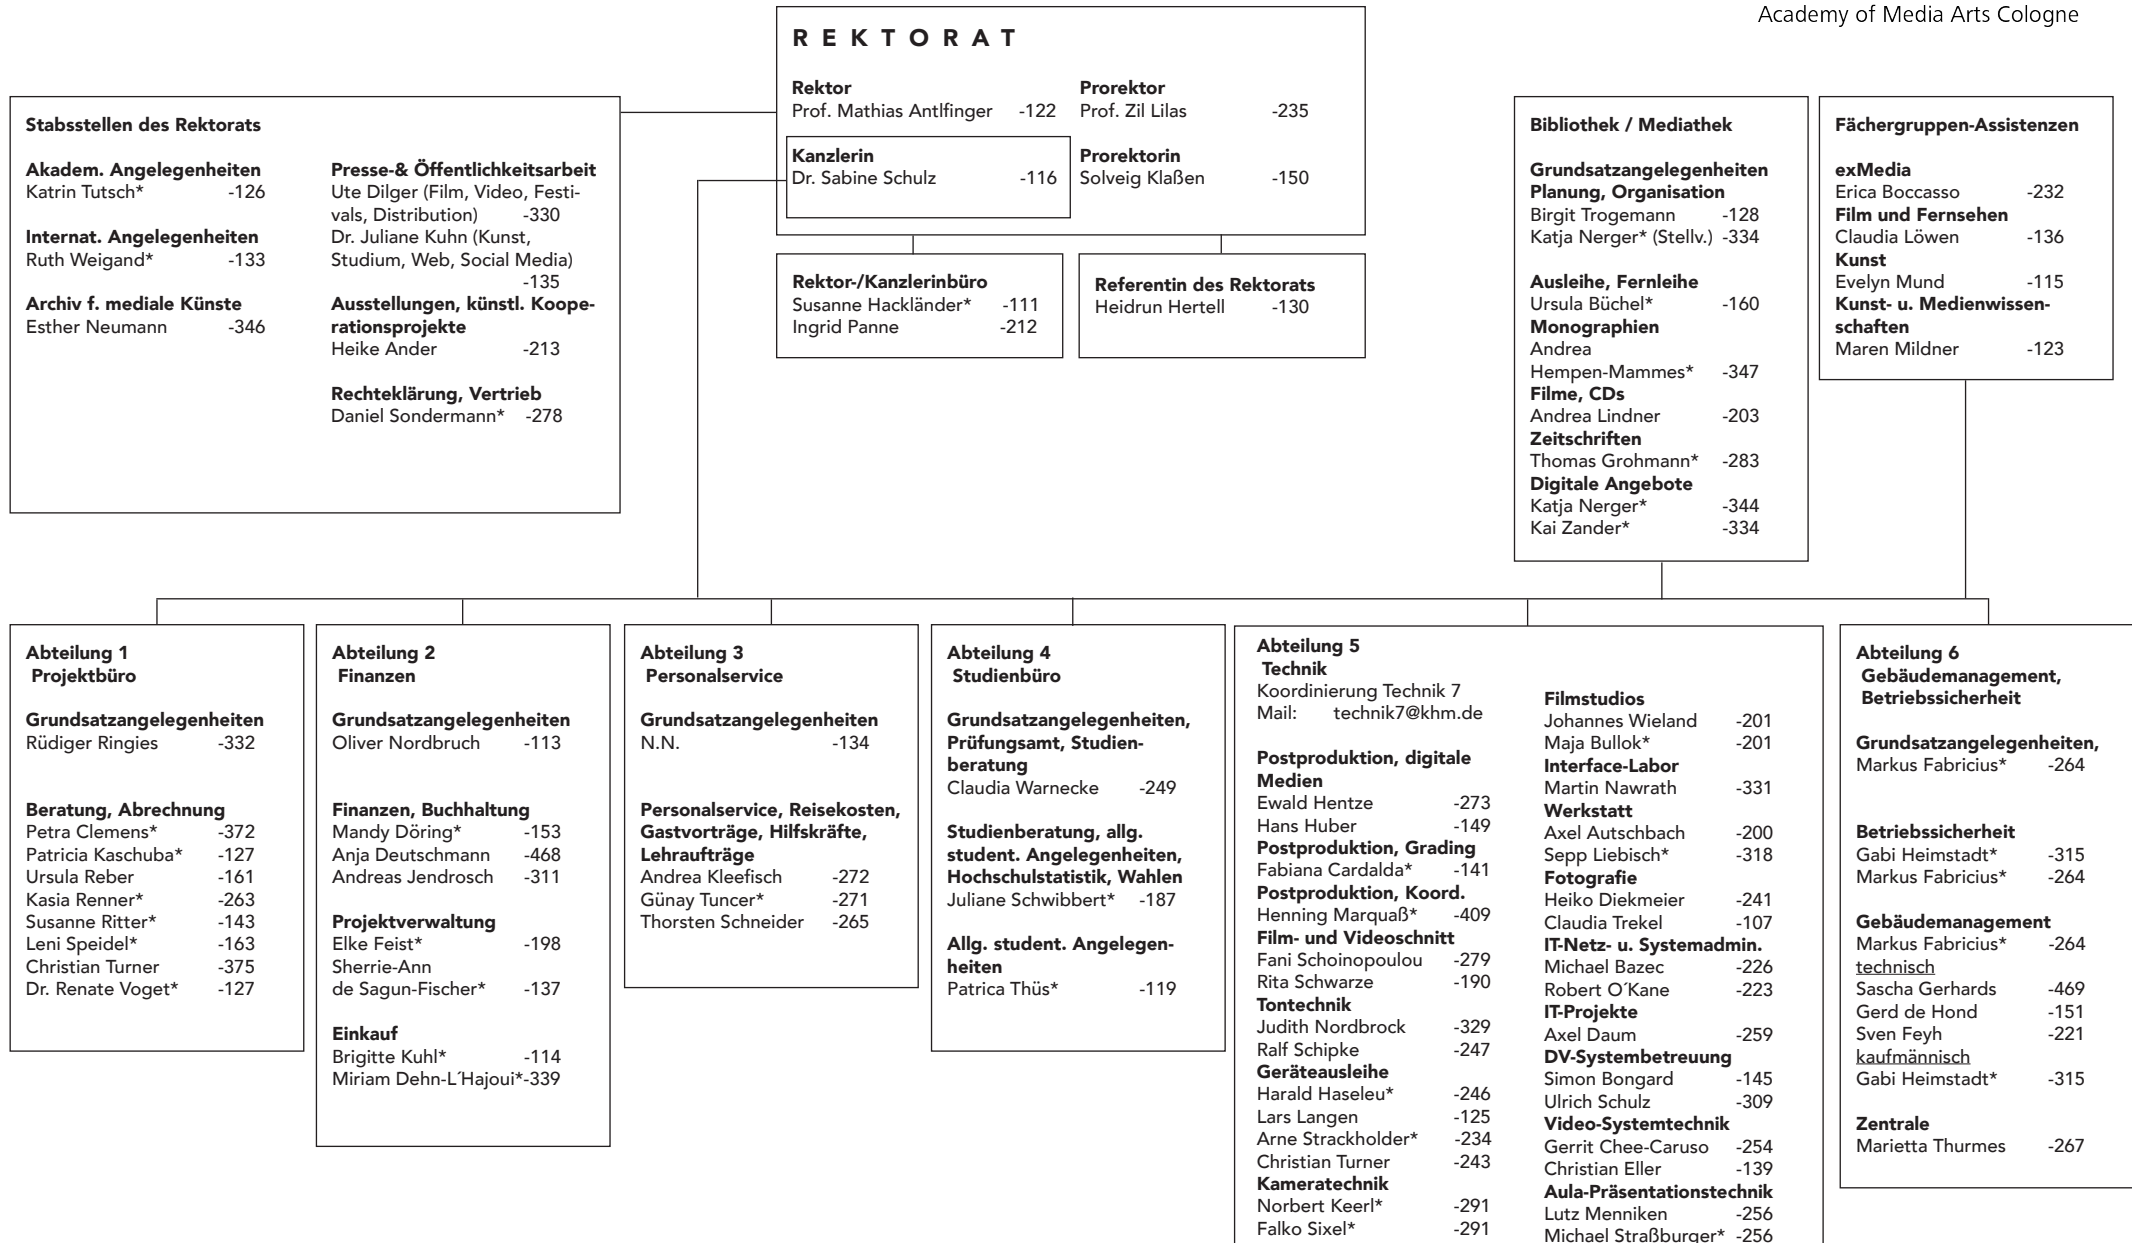 Academy of Media Arts Cologne
R E K T O R A T
Rektor
Prof. Mathias Antlfinger -122
Prorektor
Prof. Zil Lilas -235
Kanzlerin
Dr. Sabine Schulz -116
Prorektorin
Solveig Klaßen -150
Stabsstellen des Rektorats
Akadem. Angelegenheiten
Katrin Tutsch* -126
Internat. Angelegenheiten
Ruth Weigand* -133
Archiv f. mediale Künste
Esther Neumann -346
Presse-& Öffentlichkeitsarbeit
Ute Dilger (Film, Video, Festi-
vals, Distribution) -330
Dr. Juliane Kuhn (Kunst,
Studium, Web, Social Media)
-135
Ausstellungen, künstl. Koope-
rationsprojekte
Heike Ander -213
Rechteklärung, Vertrieb
Daniel Sondermann* -278
Rektor-/Kanzlerinbüro
Susanne Hackländer* -111
Ingrid Panne -212
Referentin des Rektorats
Heidrun Hertell -130
Bibliothek / Mediathek
Grundsatzangelegenheiten
Planung, Organisation
Birgit Trogemann -128
Katja Nerger* (Stellv.) -334
Ausleihe, Fernleihe
Ursula Büchel* -160
Monographien
Andrea
Hempen-Mammes* -347
Filme, CDs
Andrea Lindner -203
Zeitschriften
Thomas Grohmann* -283
Digitale Angebote
Katja Nerger* -344
Kai Zander* -334
Fächergruppen-Assistenzen
exMedia
Erica Boccasso -232
Film und Fernsehen
Claudia Löwen -136
Kunst
Evelyn Mund -115
Kunst- u. Medienwissen-
schaften
Maren Mildner -123
Abteilung 1
Projektbüro
Grundsatzangelegenheiten
Rüdiger Ringies -332
Beratung, Abrechnung
Petra Clemens* -372
Patricia Kaschuba* -127
Ursula Reber -161
Kasia Renner* -263
Susanne Ritter* -143
Leni Speidel* -163
Christian Turner -375
Dr. Renate Voget* -127
Abteilung 2
Finanzen
Grundsatzangelegenheiten
Oliver Nordbruch -113
Finanzen, Buchhaltung
Mandy Döring* -153
Anja Deutschmann -468
Andreas Jendrosch -311
Projektverwaltung
Elke Feist* -198
Sherrie-Ann
de Sagun-Fischer* -137
Einkauf
Brigitte Kuhl* -114
Miriam Dehn-L´Hajoui*-339
Abteilung 3
Personalservice
Grundsatzangelegenheiten
N.N. -134
Personalservice, Reisekosten,
Gastvorträge, Hilfskräfte,
Lehraufträge
Andrea Kleefisch -272
Günay Tuncer* -271
Thorsten Schneider -265
Abteilung 4
Studienbüro
Grundsatzangelegenheiten,
Prüfungsamt, Studien-
beratung
Claudia Warnecke -249
Studienberatung, allg.
student. Angelegenheiten,
Hochschulstatistik, Wahlen
Juliane Schwibbert* -187
Allg. student. Angelegen-
heiten
Patrica Thüs* -119
Abteilung 5
Technik
Koordinierung Technik 7
Mail: technik7@khm.de
Postproduktion, digitale
Medien
Ewald Hentze -273
Hans Huber -149
Postproduktion, Grading
Fabiana Cardalda* -141
Postproduktion, Koord.
Henning Marquaß* -409
Film- und Videoschnitt
Fani Schoinopoulou -279
Rita Schwarze -190
Tontechnik
Judith Nordbrock -329
Ralf Schipke -247
Geräteausleihe
Harald Haseleu* -246
Lars Langen -125
Arne Strackholder* -234
Christian Turner -243
Kameratechnik
Norbert Keerl* -291
Falko Sixel* -291
Filmstudios
Johannes Wieland -201
Maja Bullok* -201
Interface-Labor
Martin Nawrath -331
Werkstatt
Axel Autschbach -200
Sepp Liebisch* -318
Fotografie
Heiko Diekmeier -241
Claudia Trekel -107
IT-Netz- u. Systemadmin.
Michael Bazec -226
Robert O´Kane -223
IT-Projekte
Axel Daum -259
DV-Systembetreuung
Simon Bongard -145
Ulrich Schulz -309
Video-Systemtechnik
Gerrit Chee-Caruso -254
Christian Eller -139
Aula-Präsentationstechnik
Lutz Menniken -256
Michael Straßburger* -256
Abteilung 6
Gebäudemanagement,
Betriebssicherheit
Grundsatzangelegenheiten,
Markus Fabricius* -264
Betriebssicherheit
Gabi Heimstadt* -315
Markus Fabricius* -264
Gebäudemanagement
Markus Fabricius* -264
technisch
Sascha Gerhards -469
Gerd de Hond -151
Sven Feyh -221
kaufmännisch
Gabi Heimstadt* -315
Zentrale
Marietta Thurmes -267